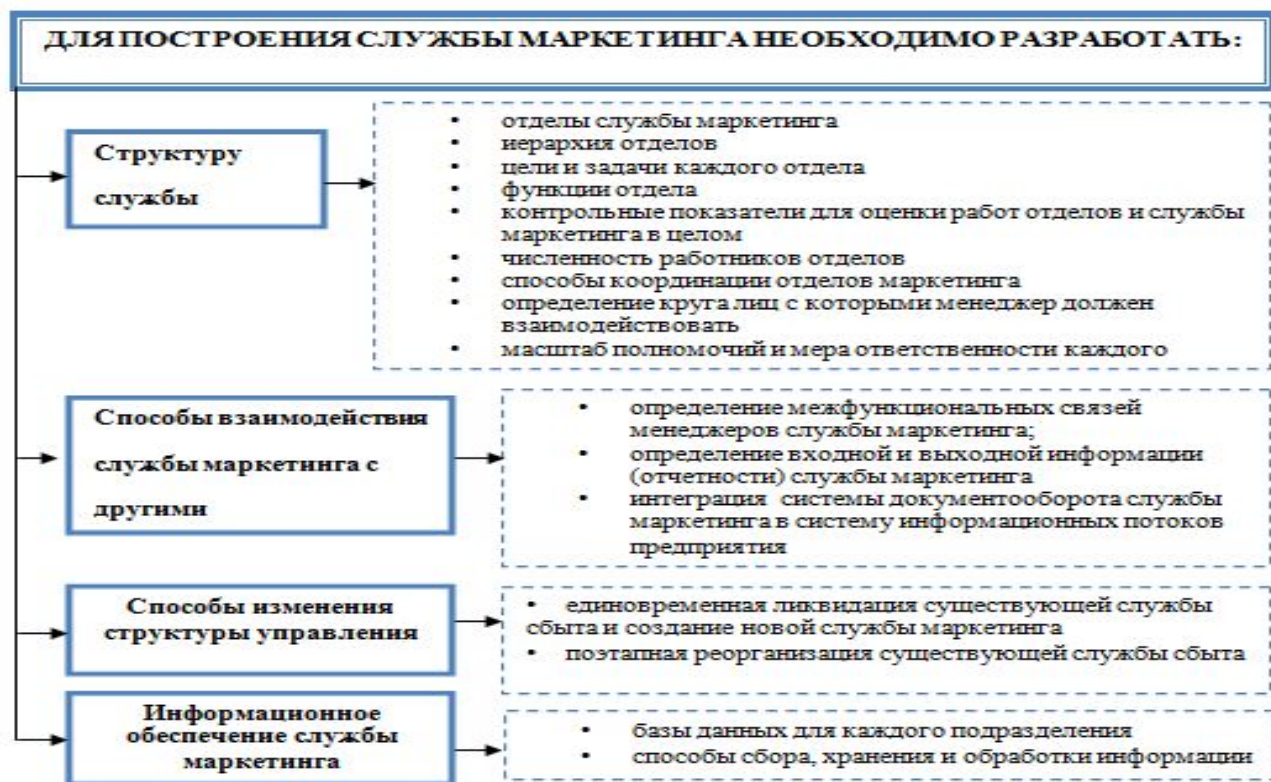 ДЛЯ ПОСТРОЕНИЯ СЛУЖБЫ МАРКЕТИНГА НЕОБХОДИМО РАЗРАБОТАТЬ:
Структуру
службы
• отделы службы маркетинга
• иерархия отделов
• цели и задачи каждого отдела
• функции отдела
• контрольные показатели для оценки работ отделов и службы
маркетинга в целом
• численность работников отделов
• способы координации отделов маркетинга
• определение круга лиц с которыми менеджер должен
взаимодействовать
• масштаб полномочий и мера ответственности каждого
Способы взаимодействия
службы маркетинга с
другими
• определение межфункциональных связей
менеджеров службы маркетинга;
• определение входной и выходной информации
(отчетности) службы маркетинга
• интеграция системы документооборота службы
маркетинга в систему информационных потоков
предприятия
Способы изменения
структуры управления
• единовременная ликвидация существующей службы
сбыта и создание новой службы маркетинга
• поэтапная реорганизация существующей службы сбыта
Информационное
обеспечение службы
маркетинга
• базы данных для каждого подразделения
• способы сбора, хранения и обработки информации